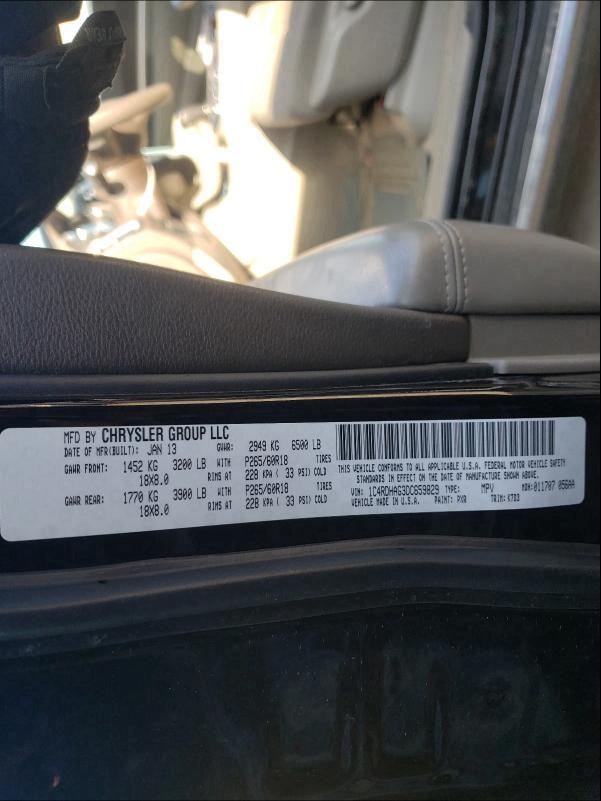 MFD BY CHRYSLER GROUP LLC
DATE OF MFR(BUILT): JAN 13 GVWR: 2949 KG 6500 LB
GAWR FRONT: 1452 KG 3200 LB WITH P265/60R18 TIRES
18X8.0 RIMS AT 228 KPA ( 33 PSI) COLD
GAWR REAR: 1770 KG 3900 LB WITH P265/60R18 TIRES
18X8.0 RIMS AT 228 KPA ( 33 PSI) COLD
THIS VEHICLE CONFORMS TO ALL APPLICABLE U.S.A. FEDERAL MOTOR VEHICLE SAFETY
STANDARDS IN EFFECT ON THE DATE OF MANUFACTURE SHOWN ABOVE.
VIN: 1C4RDHAG3DC659829 TYPE: MPV MDH: 011707 056AA
VEHICLE MADE IN U.S.A. PAINT: PXR TRIM: 67D3